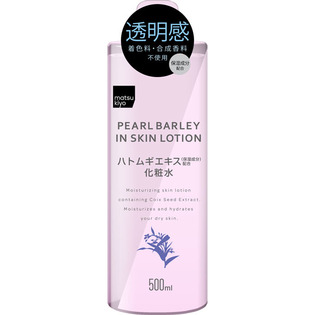 透明感
着色料・合成香料
不使用
保湿成分
配合
matsu
kiyo
PEARL BARLEY
IN SKIN LOTION
ハトムギエキス(保湿成分)配合
化粧水
Moisturizing skin lotion
containing Coix Seed Extract.
Moisturizes and hydrates
your dry skin.
500ml